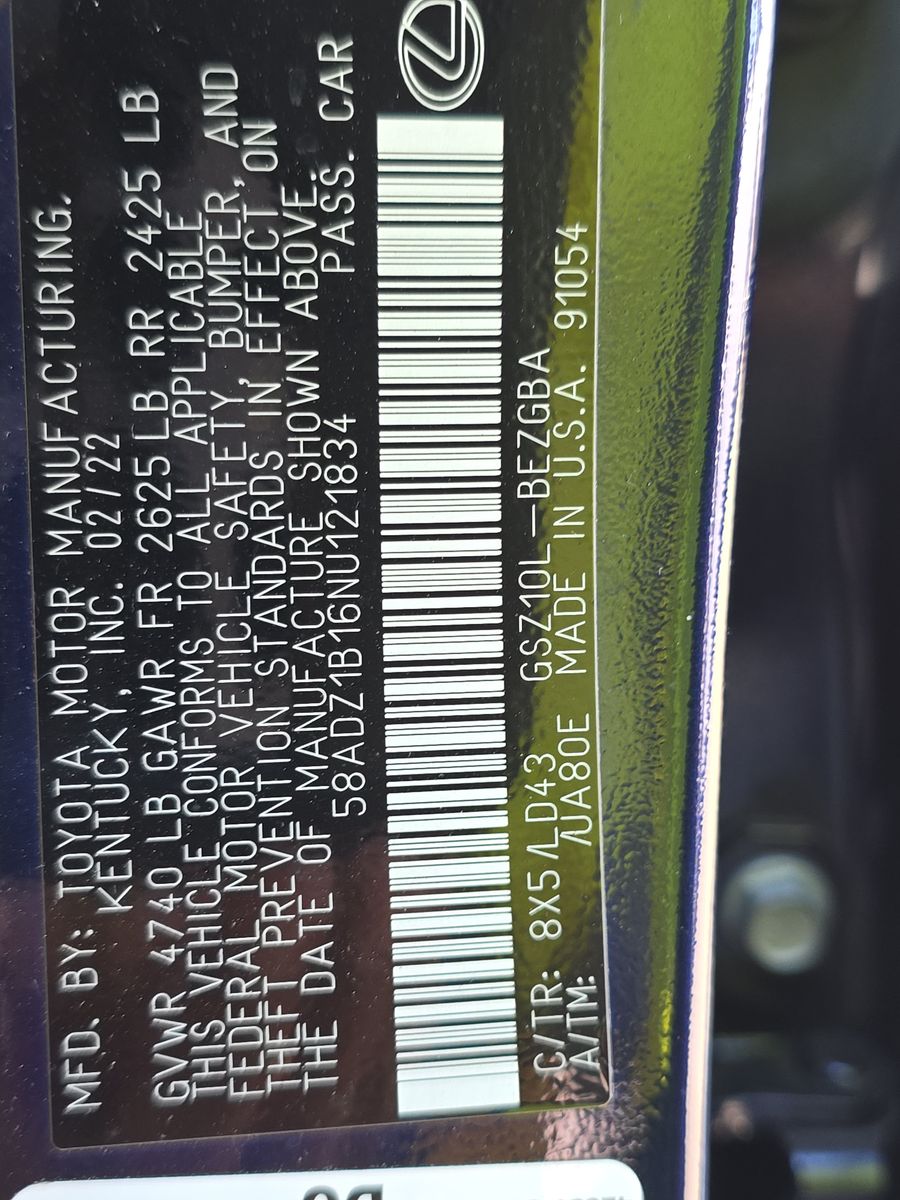 MFD. BY: TOYOTA MOTOR MANUFACTURING.
KENTUCKY, INC. 02/22
GVWR 4740 LB GAWR FR 2625 LB RR 2425 LB
THIS VEHICLE CONFORMS TO ALL APPLICABLE
FEDERAL MOTOR VEHICLE SAFETY, BUMPER, AND
THEFT PREVENTION STANDARDS IN EFFECT ON
THE DATE OF MANUFACTURE SHOWN ABOVE.
58ADZ1B16NU121834 PASS. CAR
C/TR: 8X5/LD43 GSZ10L-BEZGBA
A/TM: /UA80E MADE IN U.S.A. 91054